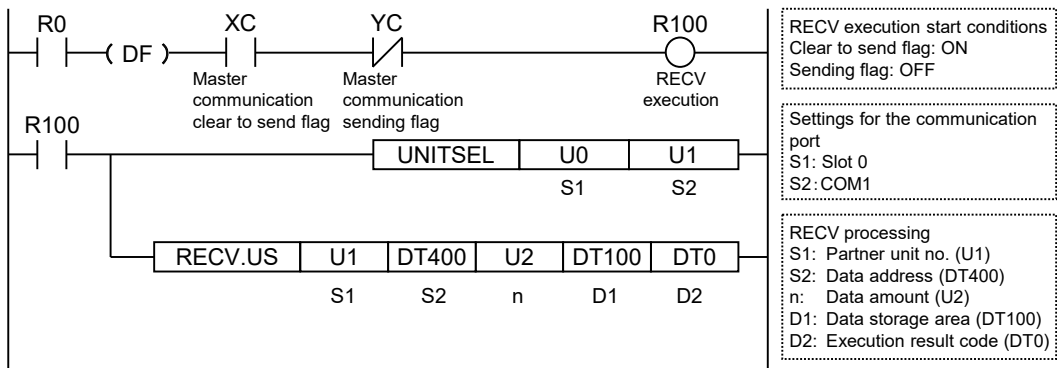 R0
( DF )
XC
YC
R100
Master
communication
clear to send flag
Master
communication
sending flag
RECV
execution
RECV execution start conditions
Clear to send flag: ON
Sending flag: OFF
R100
UNITSEL U0 U1
S1 S2
Settings for the communication
port
S1: Slot 0
S2:COM1
RECV.US U1 DT400 U2 DT100 DT0
S1 S2 n D1 D2
RECV processing
S1: Partner unit no. (U1)
S2: Data address (DT400)
n: Data amount (U2)
D1: Data storage area (DT100)
D2: Execution result code (DT0)